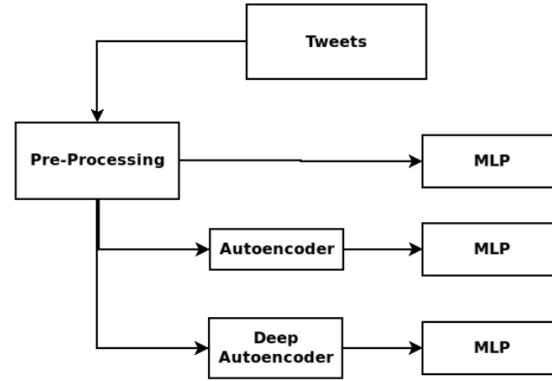 Tweets
Pre-Processing
MLP
Autoencoder
MLP
Deep
Autoencoder
MLP